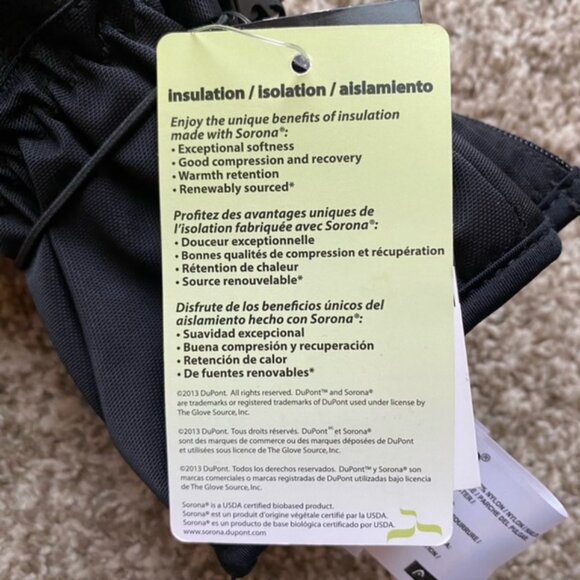 insulation / isolation / aislamiento
Enjoy the unique benefits of insulation
made with Sorona®:
• Exceptional softness
• Good compression and recovery
• Warmth retention
• Renewably sourced*
Profitez des avantages uniques de
l'isolation fabriquée avec Sorona®:
• Douceur exceptionnelle
• Bonnes qualités de compression et récupération
• Rétention de chaleur
• Source renouvelable*
Disfrute de los beneficios únicos del
aislamiento hecho con Sorona®:
• Suavidad excepcional
• Buena compresión y recuperación
• Retención de calor
• De fuentes renovables*
©2013 DuPont. All rights reserved. DuPont™ and Sorona®
are trademarks or registered trademarks of DuPont used under license by
The Glove Source, Inc.
©2013 DuPont. Tous droits réservés. DuPont™ et Sorona®
sont des marques de commerce ou des marques déposées de DuPont
et utilisées sous licence de The Glove Source, Inc.
©2013 DuPont. Todos los derechos reservados. DuPont™ y Sorona® son
marcas comerciales o marcas registradas de DuPont utilizadas bajo licencia
de The Glove Source, Inc.
Sorona® is a USDA certified biobased product.
Sorona® est un produit d'origine végétale certifié par la USDA.
Sorona® es un producto de base biológica certificado por USDA.
www.sorona.dupont.com
NYLON / NYLON /
/ PARCHE DEL PULGAR